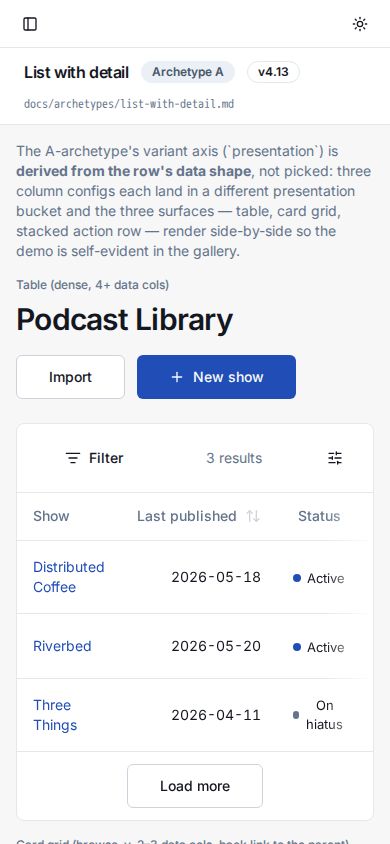 List with detail Archetype A v4.13
docs/archetypes/list-with-detail.md
The A-archetype's variant axis (`presentation`) is
derived from the row's data shape, not picked: three
column configs each land in a different presentation
bucket and the three surfaces — table, card grid,
stacked action row — render side-by-side so the
demo is self-evident in the gallery.
Table (dense, 4+ data cols)
Podcast Library
Import + New show
Filter 3 results
Show Last published Status
Distributed
Coffee 2026-05-18 Active
Riverbed 2026-05-20 Active
Three
Things 2026-04-11 On
hiatus
Load more